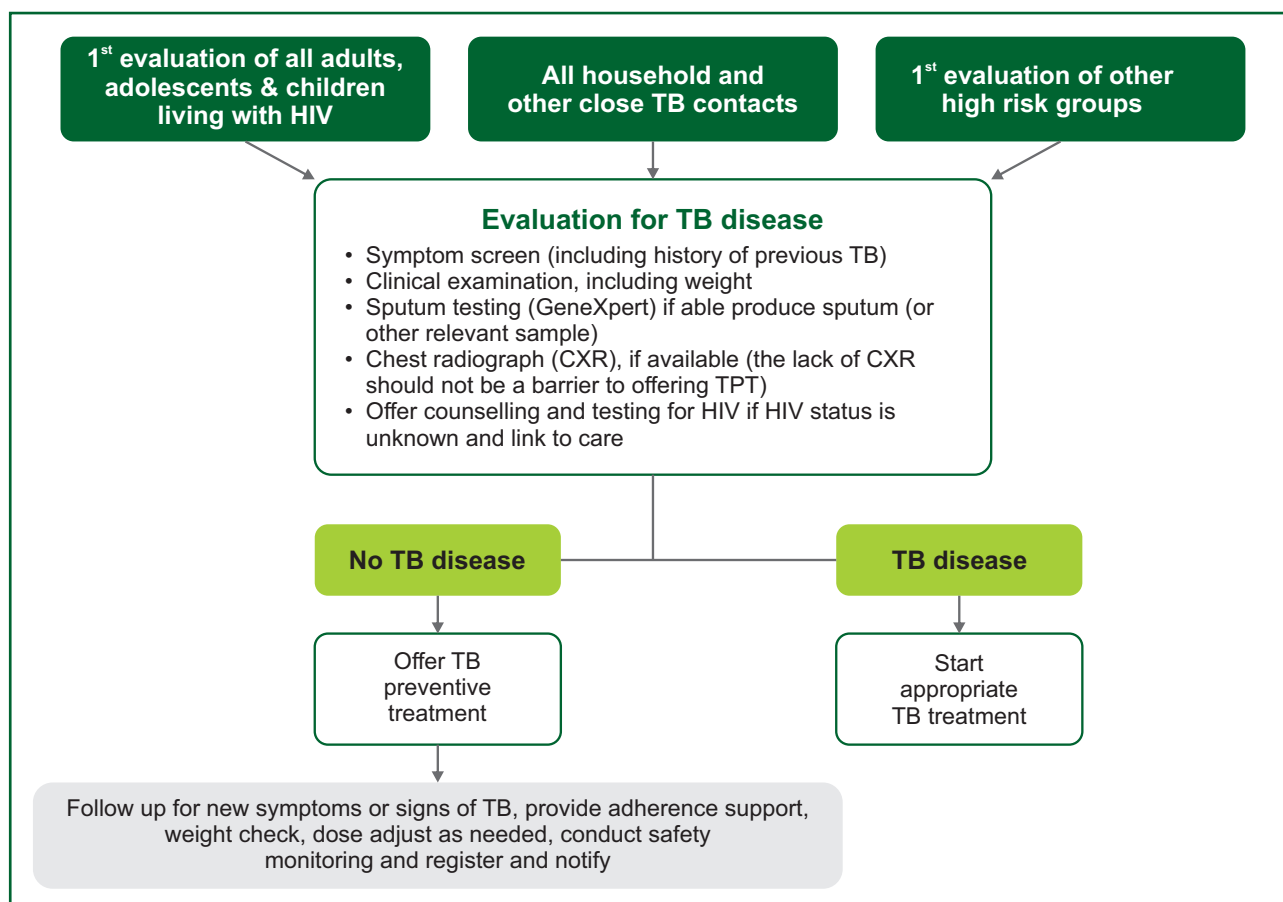 1st evaluation of all adults,
adolescents & children
living with HIV
All household and
other close TB contacts
1st evaluation of other
high risk groups
Evaluation for TB disease
• Symptom screen (including history of previous TB)
• Clinical examination, including weight
• Sputum testing (GeneXpert) if able produce sputum (or
other relevant sample)
• Chest radiograph (CXR), if available (the lack of CXR
should not be a barrier to offering TPT)
• Offer counselling and testing for HIV if HIV status is
unknown and link to care
No TB disease
TB disease
Offer TB
preventive
treatment
Start
appropriate
TB treatment
Follow up for new symptoms or signs of TB, provide adherence support,
weight check, dose adjust as needed, conduct safety
monitoring and register and notify